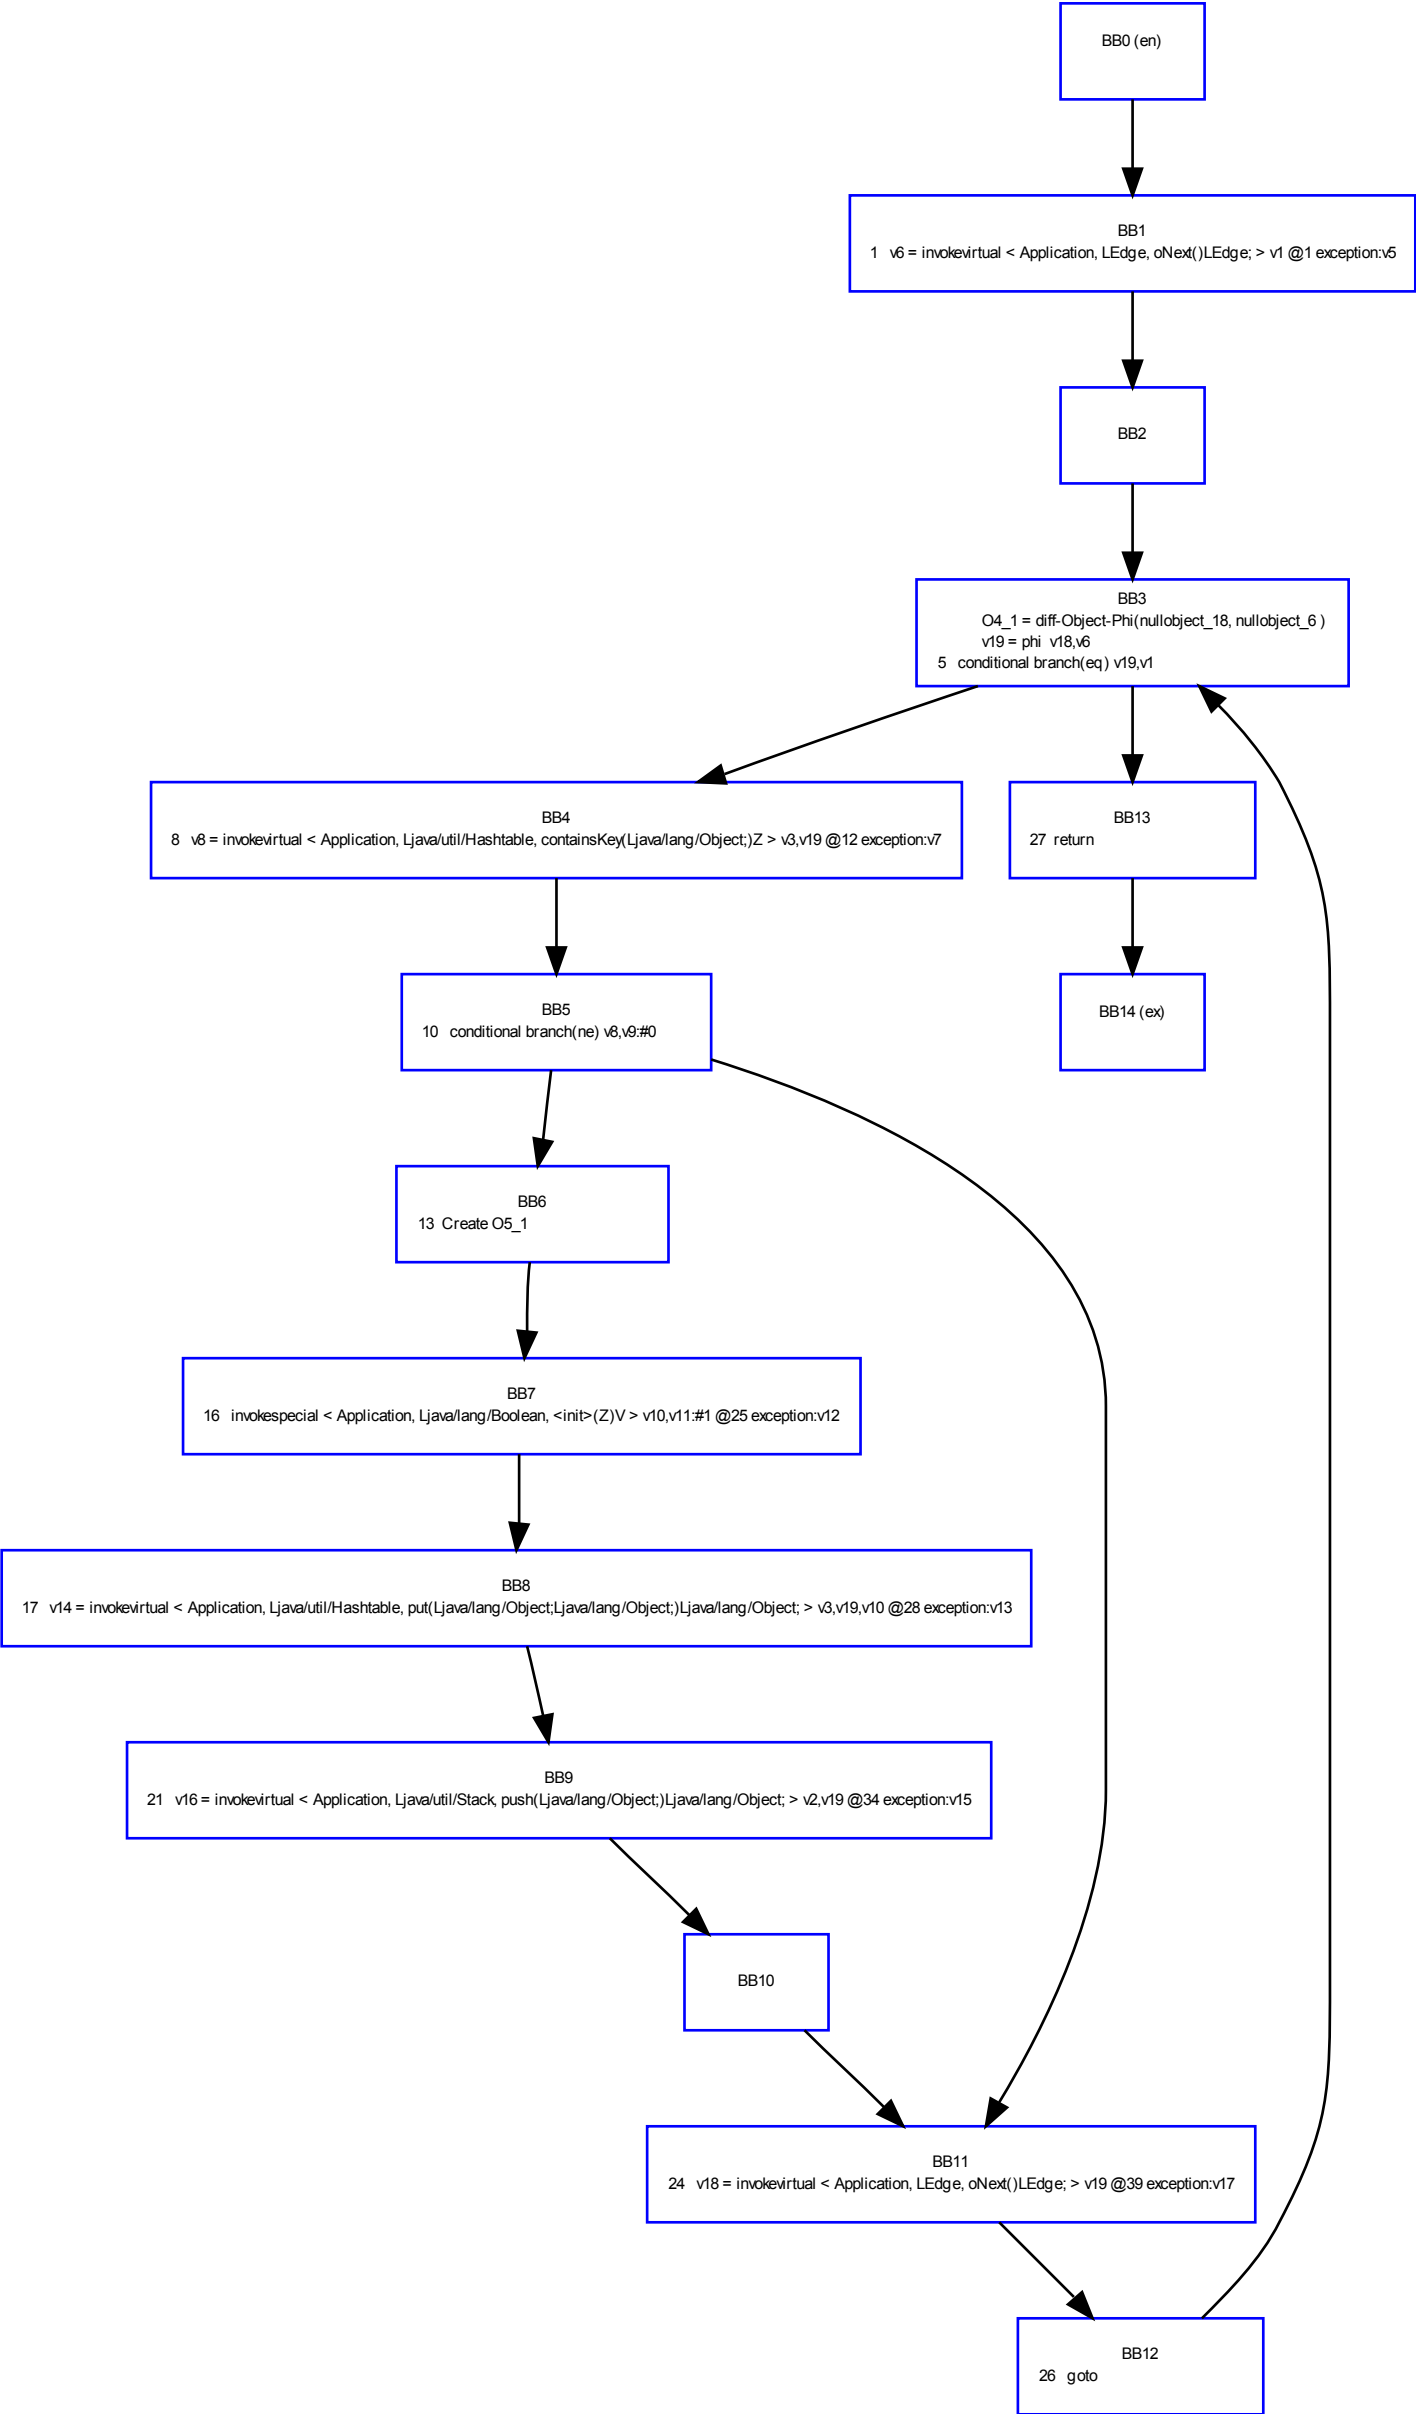 BB0 (en)
BB1
1 v6 = invokevirtual < Application, LEdge, oNext()LEdge; > v1 @1 exception:v5
BB2
BB3
O4_1 = diff-Object-Phi(nullobject_18, nullobject_6 )
v19 = phi v18,v6
5 conditional branch(eq) v19,v1
BB4
8 v8 = invokevirtual < Application, Ljava/util/Hashtable, containsKey(Ljava/lang/Object;)Z > v3,v19 @12 exception:v7
BB13
27 return
BB5
10 conditional branch(ne) v8,v9:#0
BB14 (ex)
BB6
13 Create O5_1
BB7
16 invokespecial < Application, Ljava/lang/Boolean, <init>(Z)V > v10,v11:#1 @25 exception:v12
BB8
17 v14 = invokevirtual < Application, Ljava/util/Hashtable, put(Ljava/lang/Object;Ljava/lang/Object;)Ljava/lang/Object; > v3,v19,v10 @28 exception:v13
BB9
21 v16 = invokevirtual < Application, Ljava/util/Stack, push(Ljava/lang/Object;)Ljava/lang/Object; > v2,v19 @34 exception:v15
BB10
BB11
24 v18 = invokevirtual < Application, LEdge, oNext()LEdge; > v19 @39 exception:v17
BB12
26 goto